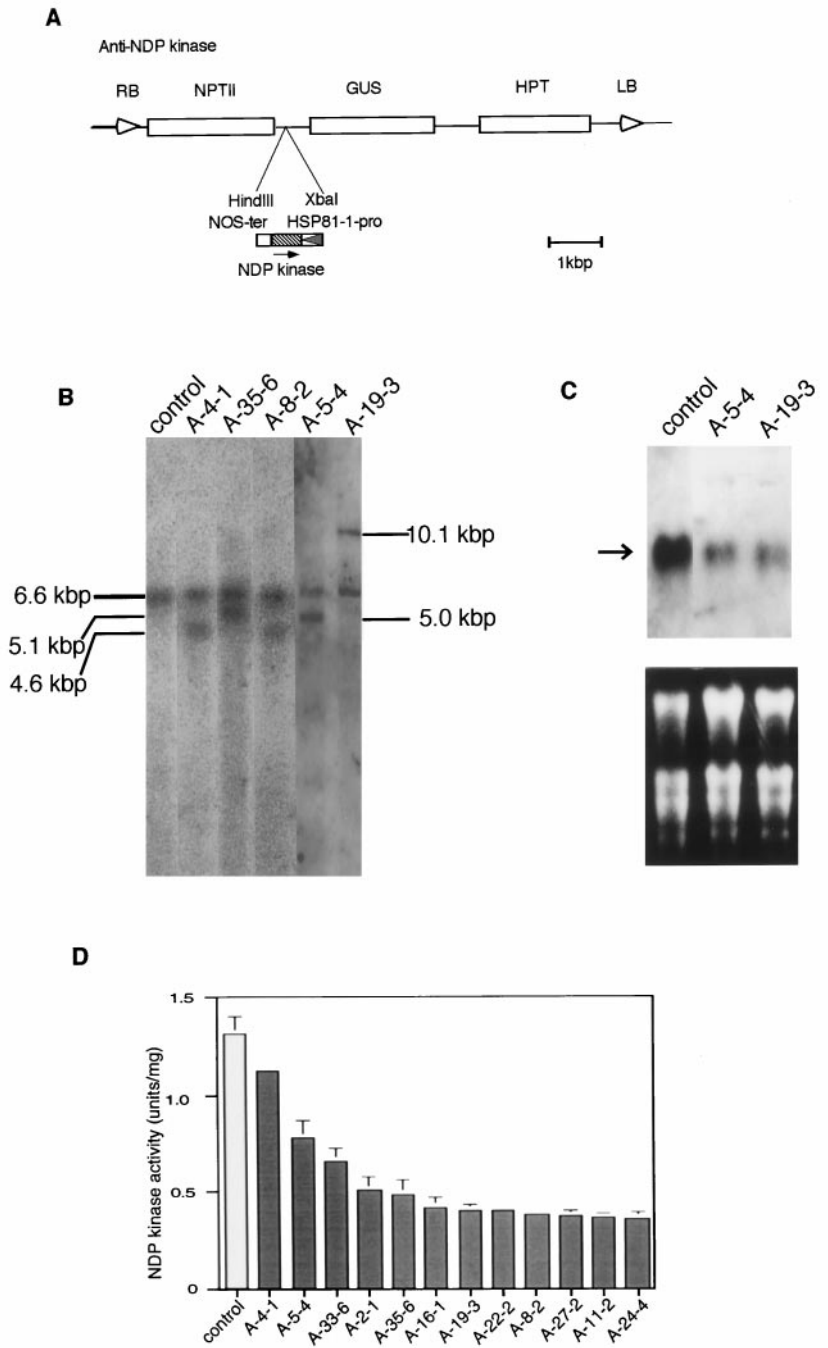 A
Anti-NDP kinase
RB NPTii GUS HPT LB
HindIII XbaI
NOS-ter HSP81-1-pro
NDP kinase
1kbp
B
control A-4-1 A-35-6 A-8-2 A-5-4 A-19-3
10.1 kbp
6.6 kbp
5.0 kbp
5.1 kbp
4.6 kbp
C
control A-5-4 A-19-3
D
NDP kinase activity (units/mg)
1.5
1.0
0.5
0
control A-4-1 A-5-4 A-33-6 A-2-1 A-35-6 A-16-1 A-19-3 A-22-2 A-8-2 A-27-2 A-11-2 A-24-4